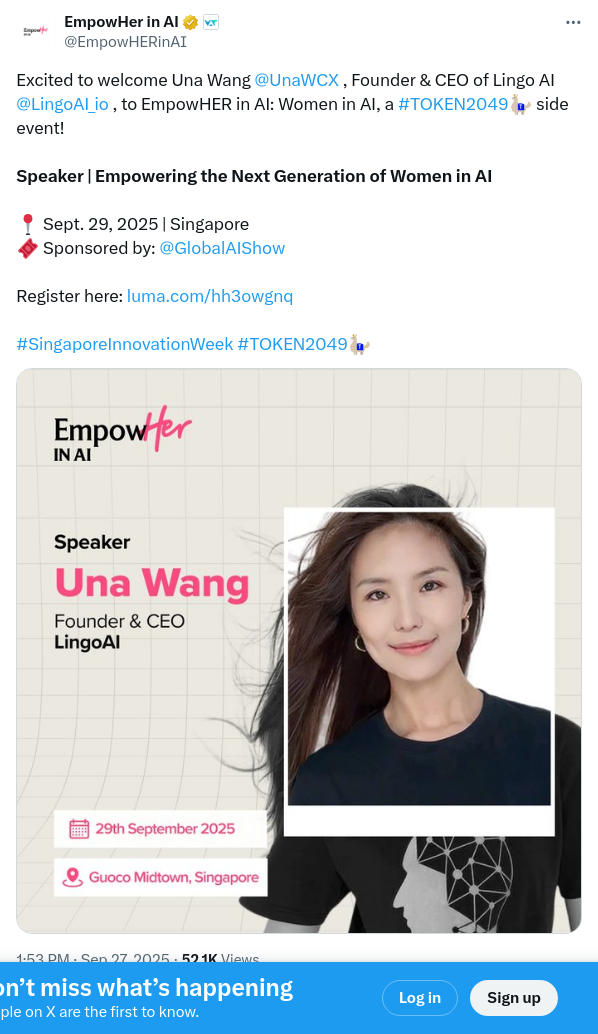 EmpowHer in AI
@EmpowHERinAI
Excited to welcome Una Wang @UnaWCX , Founder & CEO of Lingo AI
@LingoAI_io , to EmpowHER in AI: Women in AI, a #TOKEN2049 side
event!
Speaker | Empowering the Next Generation of Women in AI
Sept. 29, 2025 | Singapore
Sponsored by: @GlobalAIShow
Register here: luma.com/hh3owgnq
#SingaporeInnovationWeek #TOKEN2049
EmpowHer
IN AI
Speaker
Una Wang
Founder & CEO
LingoAI
29th September 2025
Guoco Midtown, Singapore
1:53 PM · Sep 27, 2025 · 52.1K Views
on't miss what's happening
ple on X are the first to know.
Log in
Sign up